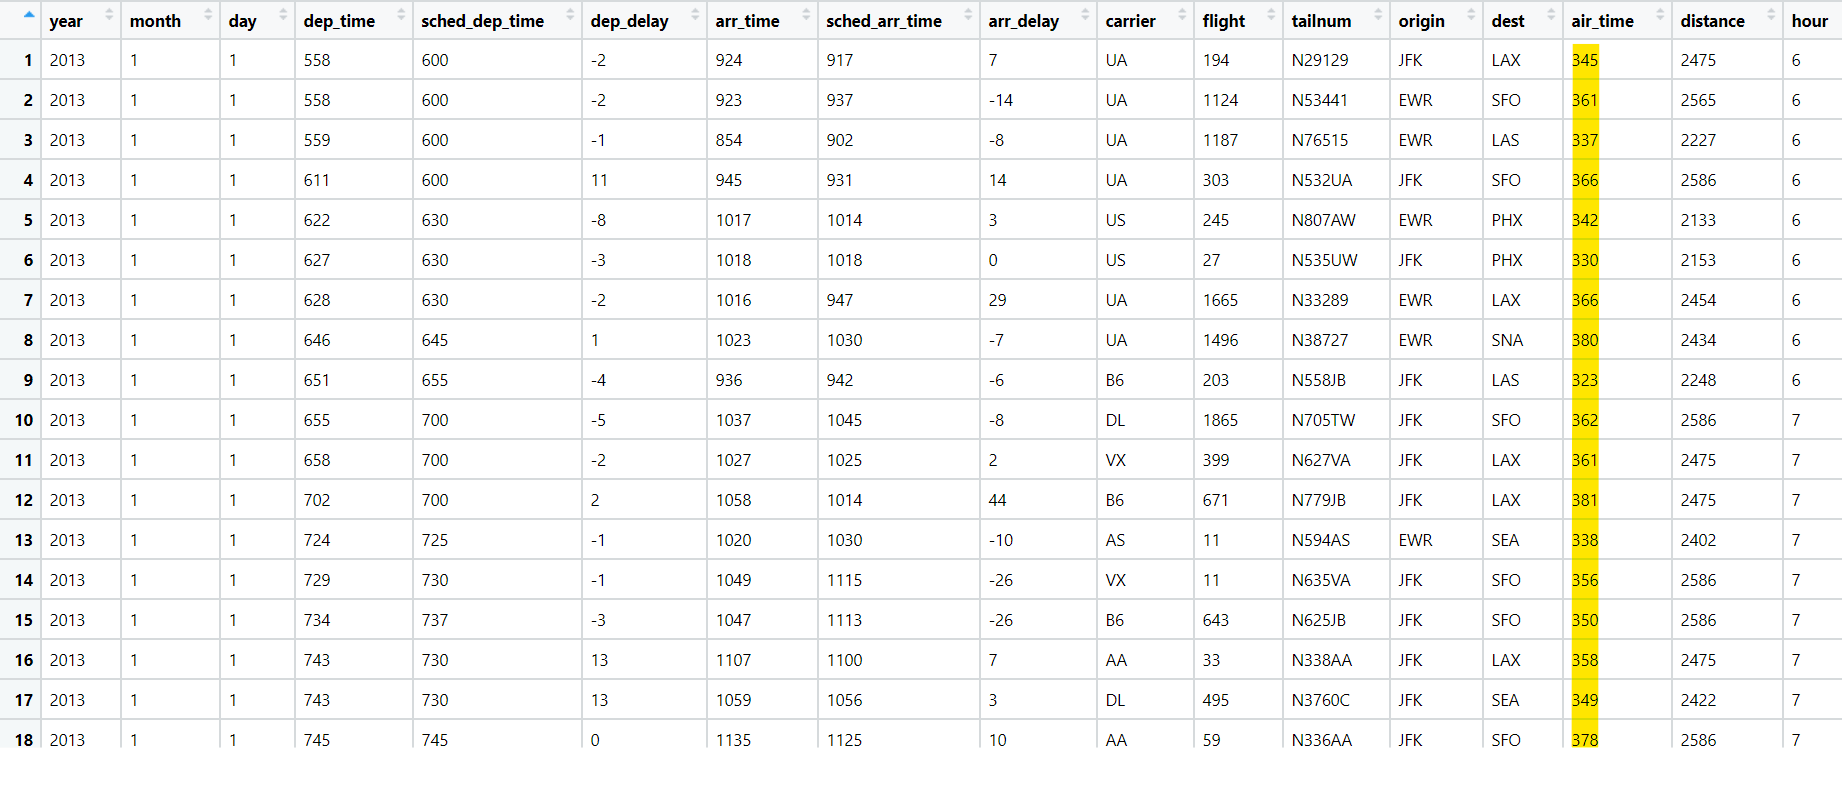 year month day dep_time sched_dep_time dep_delay arr_time sched_arr_time arr_delay carrier flight tailnum origin dest air_time distance hour
1 2013 1 1 558 600 -2 924 917 7 UA 194 N29129 JFK LAX 345 2475 6
2 2013 1 1 558 600 -2 923 937 -14 UA 1124 N53441 EWR SFO 361 2565 6
3 2013 1 1 559 600 -1 854 902 -8 UA 1187 N76515 EWR LAS 337 2227 6
4 2013 1 1 611 600 11 945 931 14 UA 303 N532UA JFK SFO 366 2586 6
5 2013 1 1 622 630 -8 1017 1014 3 US 245 N807AW EWR PHX 342 2133 6
6 2013 1 1 627 630 -3 1018 1018 0 US 27 N535UW JFK PHX 330 2153 6
7 2013 1 1 628 630 -2 1016 947 29 UA 1665 N33289 EWR LAX 366 2454 6
8 2013 1 1 646 645 1 1023 1030 -7 UA 1496 N38727 EWR SNA 380 2434 6
9 2013 1 1 651 655 -4 936 942 -6 B6 203 N558JB JFK LAS 323 2248 6
10 2013 1 1 655 700 -5 1037 1045 -8 DL 1865 N705TW JFK SFO 362 2586 7
11 2013 1 1 658 700 -2 1027 1025 2 VX 399 N627VA JFK LAX 361 2475 7
12 2013 1 1 702 700 2 1058 1014 44 B6 671 N779JB JFK LAX 381 2475 7
13 2013 1 1 724 725 -1 1020 1030 -10 AS 11 N594AS EWR SEA 338 2402 7
14 2013 1 1 729 730 -1 1049 1115 -26 VX 11 N635VA JFK SFO 356 2586 7
15 2013 1 1 734 737 -3 1047 1113 -26 B6 643 N625JB JFK SFO 350 2586 7
16 2013 1 1 743 730 13 1107 1100 7 AA 33 N338AA JFK LAX 358 2475 7
17 2013 1 1 743 730 13 1059 1056 3 DL 495 N3760C JFK SEA 349 2422 7
18 2013 1 1 745 745 0 1135 1125 10 AA 59 N336AA JFK SFO 378 2586 7